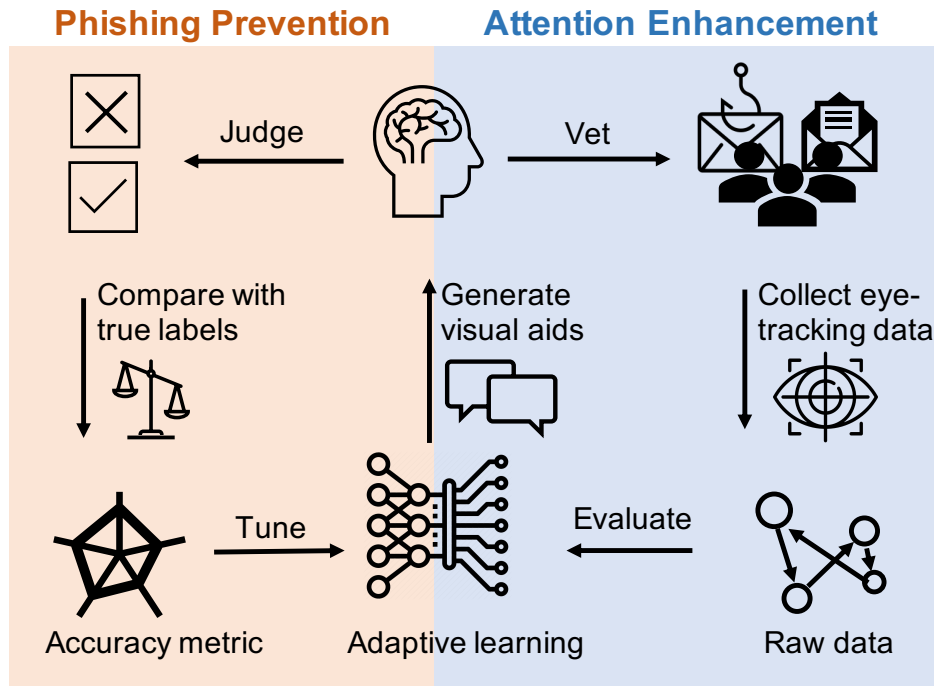 Phishing Prevention
Attention Enhancement
Judge
Vet
Compare with
true labels
Generate
visual aids
Collect eye-
tracking data
Tune
Evaluate
Accuracy metric
Adaptive learning
Raw data